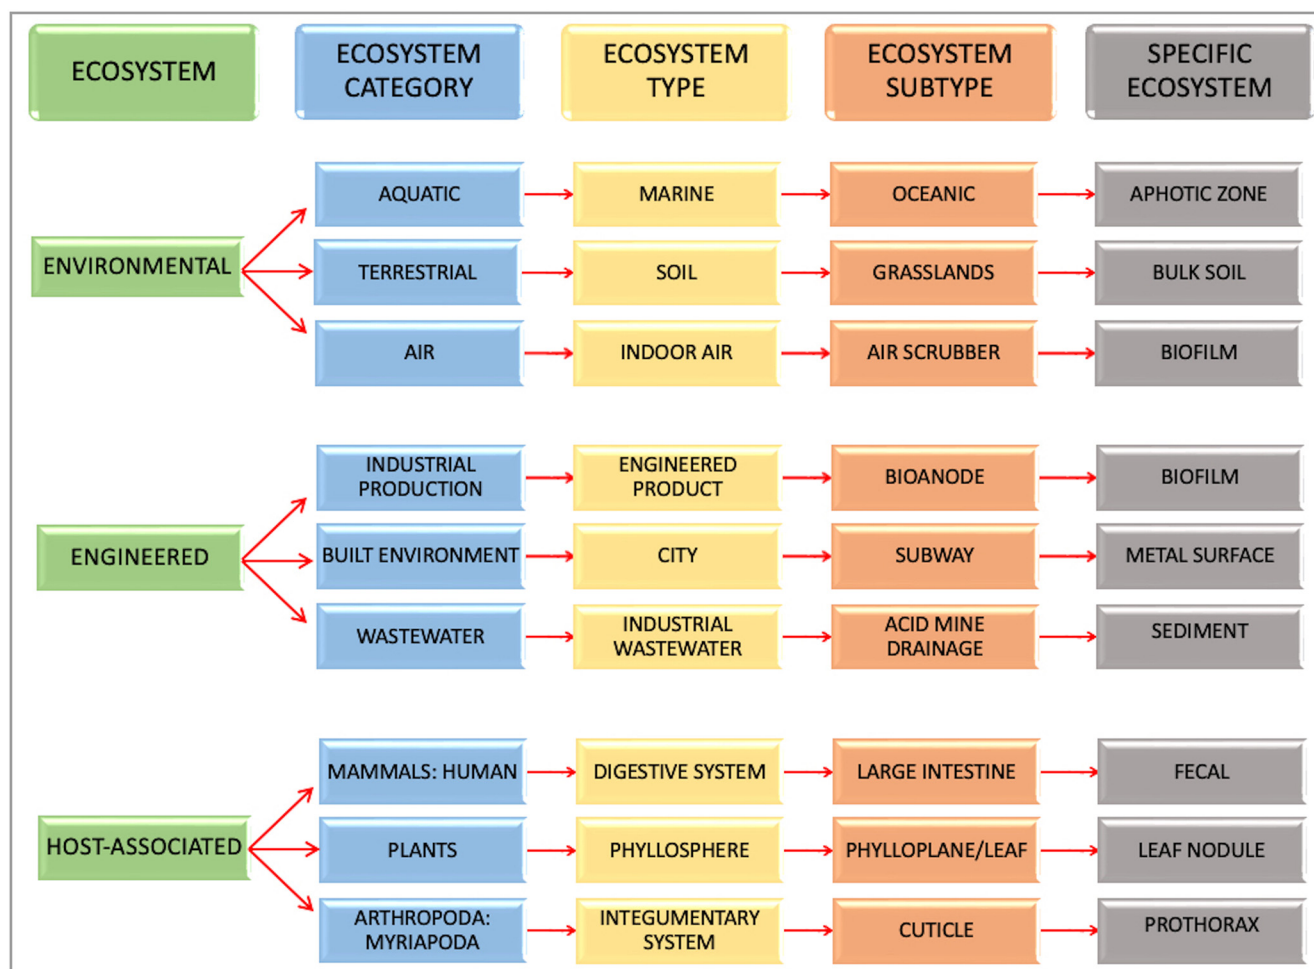 ECOSYSTEM
ECOSYSTEM
CATEGORY
ECOSYSTEM
TYPE
ECOSYSTEM
SUBTYPE
SPECIFIC
ECOSYSTEM
ENVIRONMENTAL
AQUATIC
MARINE
OCEANIC
APHOTIC ZONE
TERRESTRIAL
SOIL
GRASSLANDS
BULK SOIL
AIR
INDOOR AIR
AIR SCRUBBER
BIOFILM
ENGINEERED
INDUSTRIAL
PRODUCTION
ENGINEERED
PRODUCT
BIOANODE
BIOFILM
BUILT ENVIRONMENT
CITY
SUBWAY
METAL SURFACE
WASTEWATER
INDUSTRIAL
WASTEWATER
ACID MINE
DRAINAGE
SEDIMENT
HOST-ASSOCIATED
MAMMALS: HUMAN
DIGESTIVE SYSTEM
LARGE INTESTINE
FECAL
PLANTS
PHYLLOSPHERE
PHYLLOPLANE/LEAF
LEAF NODULE
ARTHROPODA:
MYRIAPODA
INTEGUMENTARY
SYSTEM
CUTICLE
PROTHORAX